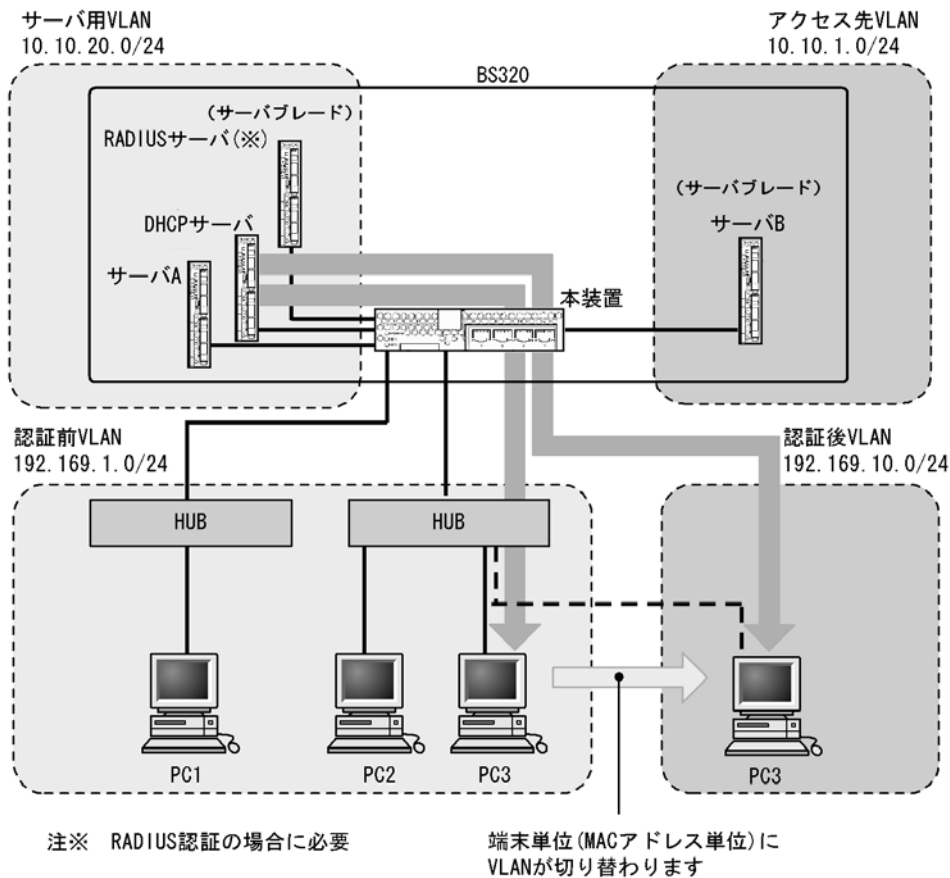 サーバ用VLAN
10.10.20.0/24
アクセス先VLAN
10.10.1.0/24
BS320
(サーバブレード)
RADIUSサーバ(※)
DHCPサーバ
サーバA
(サーバブレード)
サーバB
本装置
認証前VLAN
192.169.1.0/24
認証後VLAN
192.169.10.0/24
HUB
HUB
PC1
PC2
PC3
PC3
注※ RADIUS認証の場合に必要
端末単位(MACアドレス単位)に
VLANが切り替わります